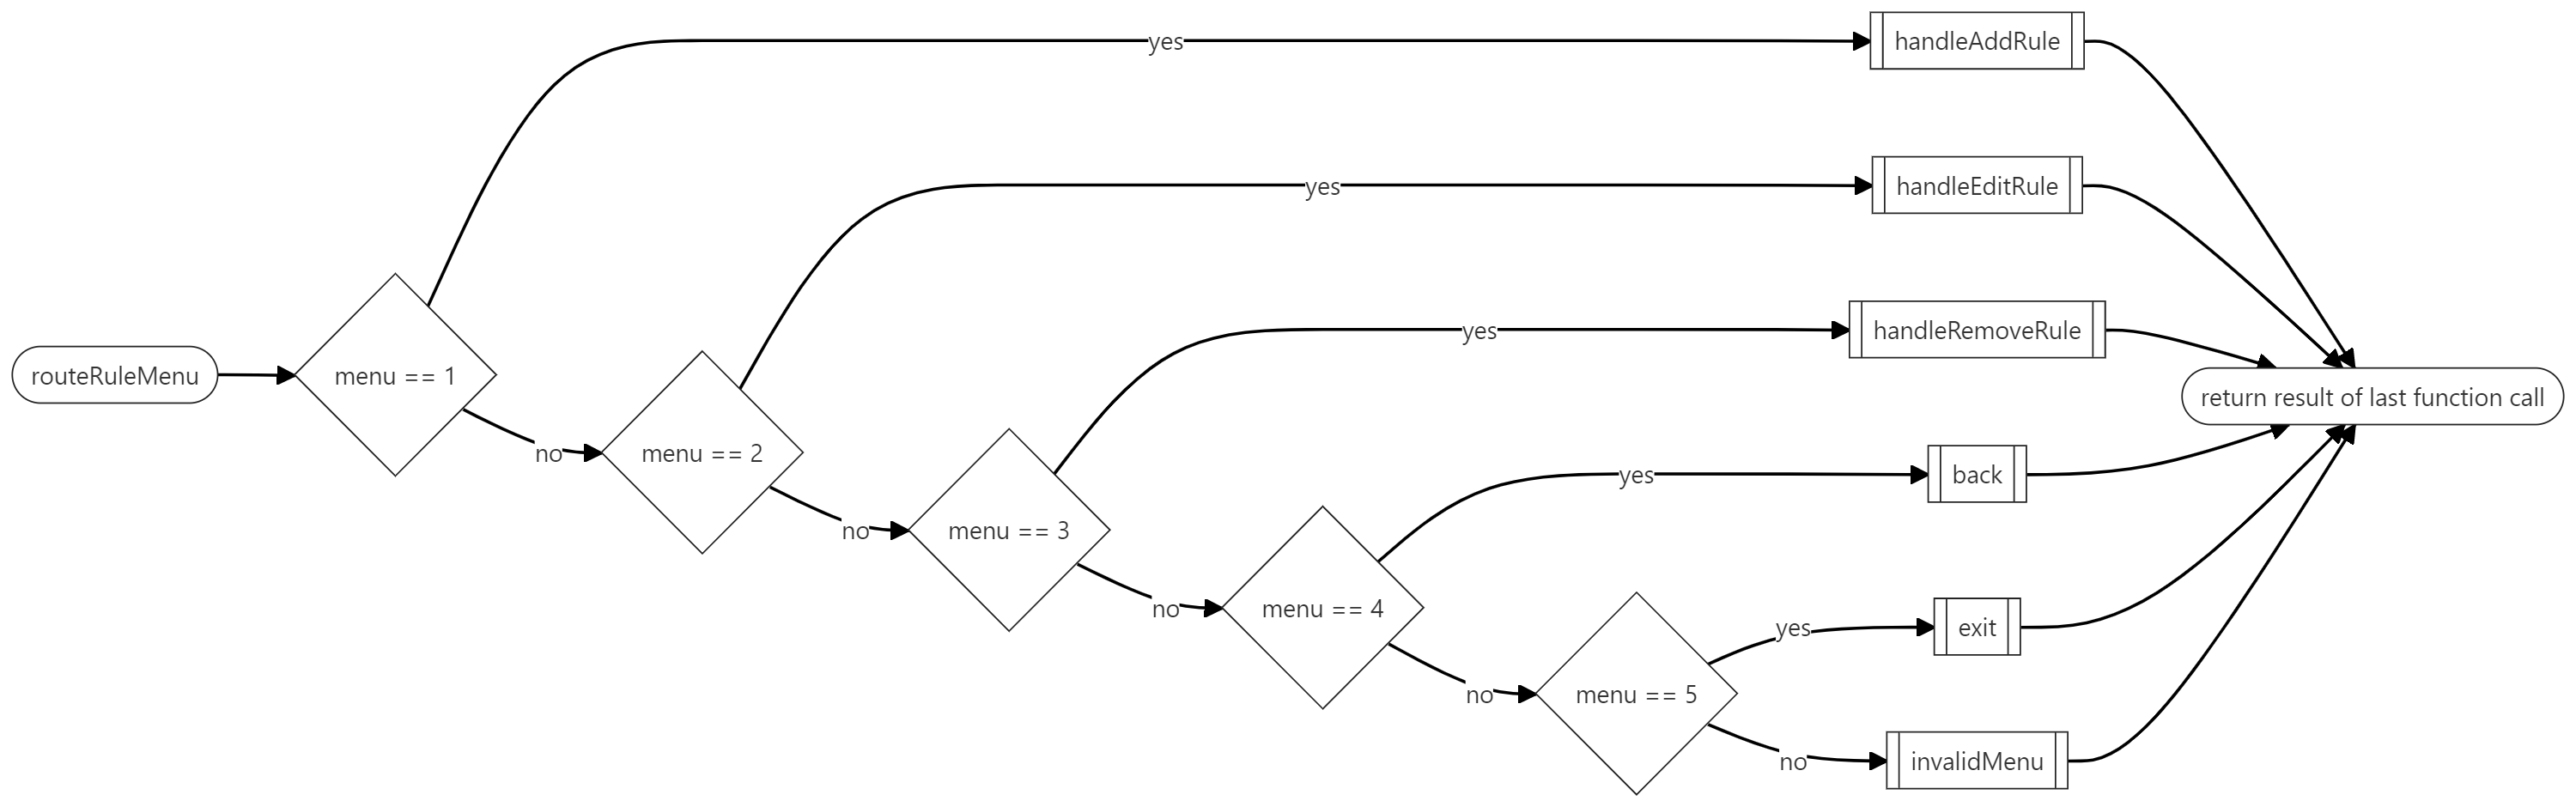 yes
handleAddRule
yes
handleEditRule
yes
handleRemoveRule
routeRuleMenu
menu == 1
return result of last function call
no
menu == 2
yes
back
no
menu == 3
no
menu == 4
yes
exit
no
menu == 5
no
invalidMenu